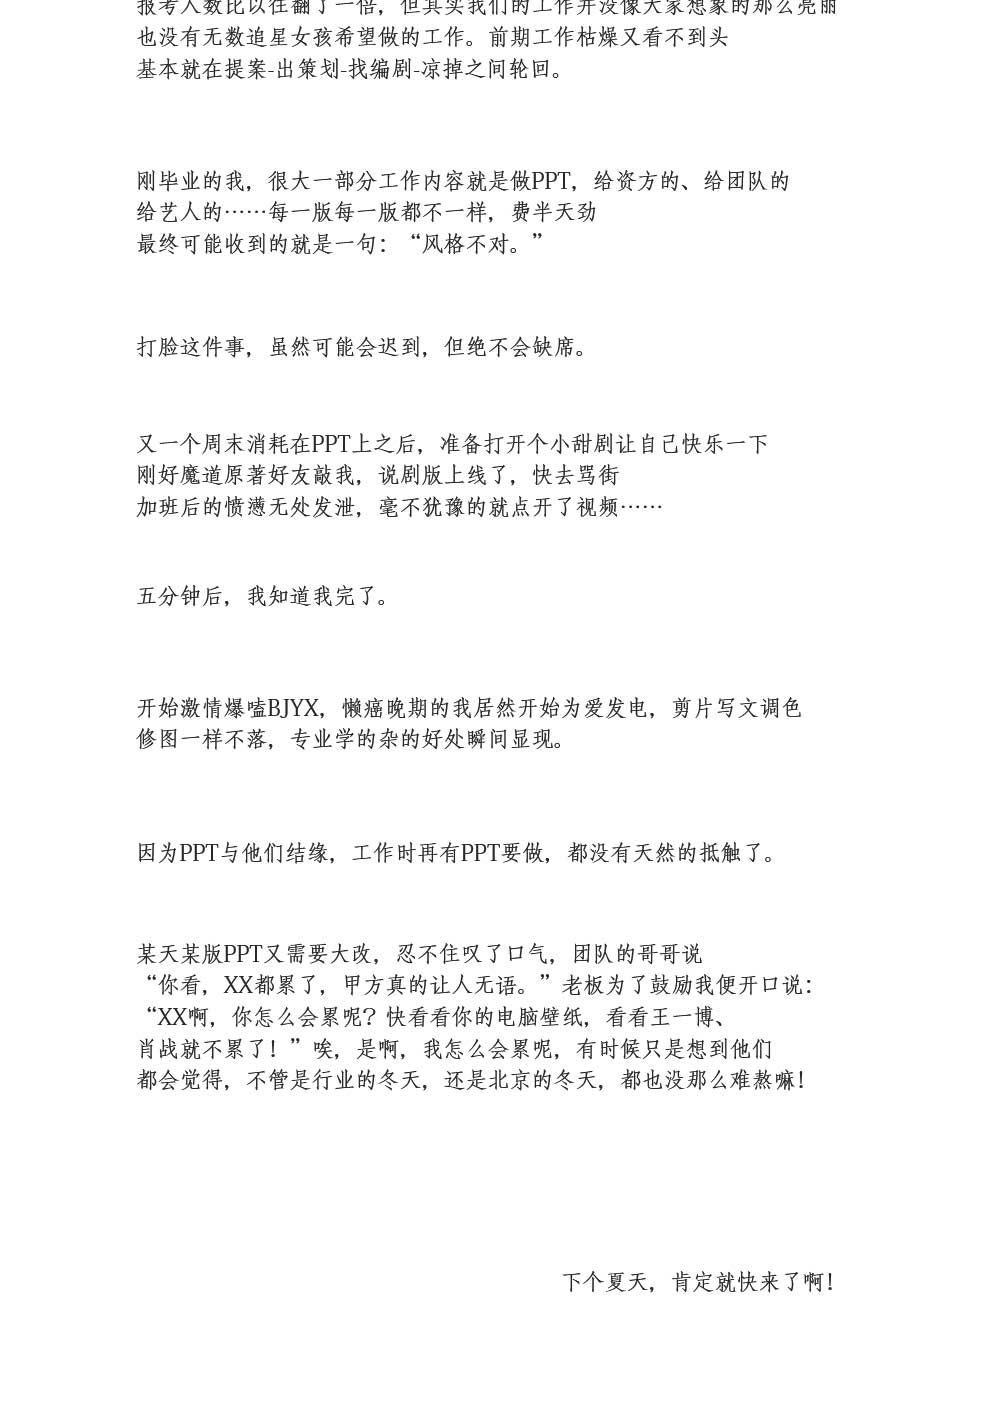 报考人数比以往翻了一倍，但其实我们的工作并没像大家想象的那么亮丽
也没有无数追星女孩希望做的工作。前期工作枯燥又看不到头
基本就在提案-出策划-找编剧-凉掉之间轮回。
刚毕业的我，很大一部分工作内容就是做PPT，给资方的、给团队的
给艺人的……每一版每一版都不一样，费半天劲
最终可能收到的就是一句：“风格不对。”
打脸这件事，虽然可能会迟到，但绝不会缺席。
又一个周末消耗在PPT上之后，准备打开个小甜剧让自己快乐一下
刚好魔道原著好友敲我，说剧版上线了，快去骂街
加班后的愤懑无处发泄，毫不犹豫的就点开了视频……
五分钟后，我知道我完了。
开始激情爆嗑BJYX，懒癌晚期的我居然开始为爱发电，剪片写文调色
修图一样不落，专业学的杂的好处瞬间显现。
因为PPT与他们结缘，工作时再有PPT要做，都没有天然的抵触了。
某天某版PPT又需要大改，忍不住叹了口气，团队的哥哥说
“你看，XX都累了，甲方真的让人无语。”老板为了鼓励我便开口说：
“XX啊，你怎么会累呢？快看看你的电脑壁纸，看看王一博、
肖战就不累了！”唉，是啊，我怎么会累呢，有时候只是想到他们
都会觉得，不管是行业的冬天，还是北京的冬天，都也没那么难熬嘛！
下个夏天，肯定就快来了啊！